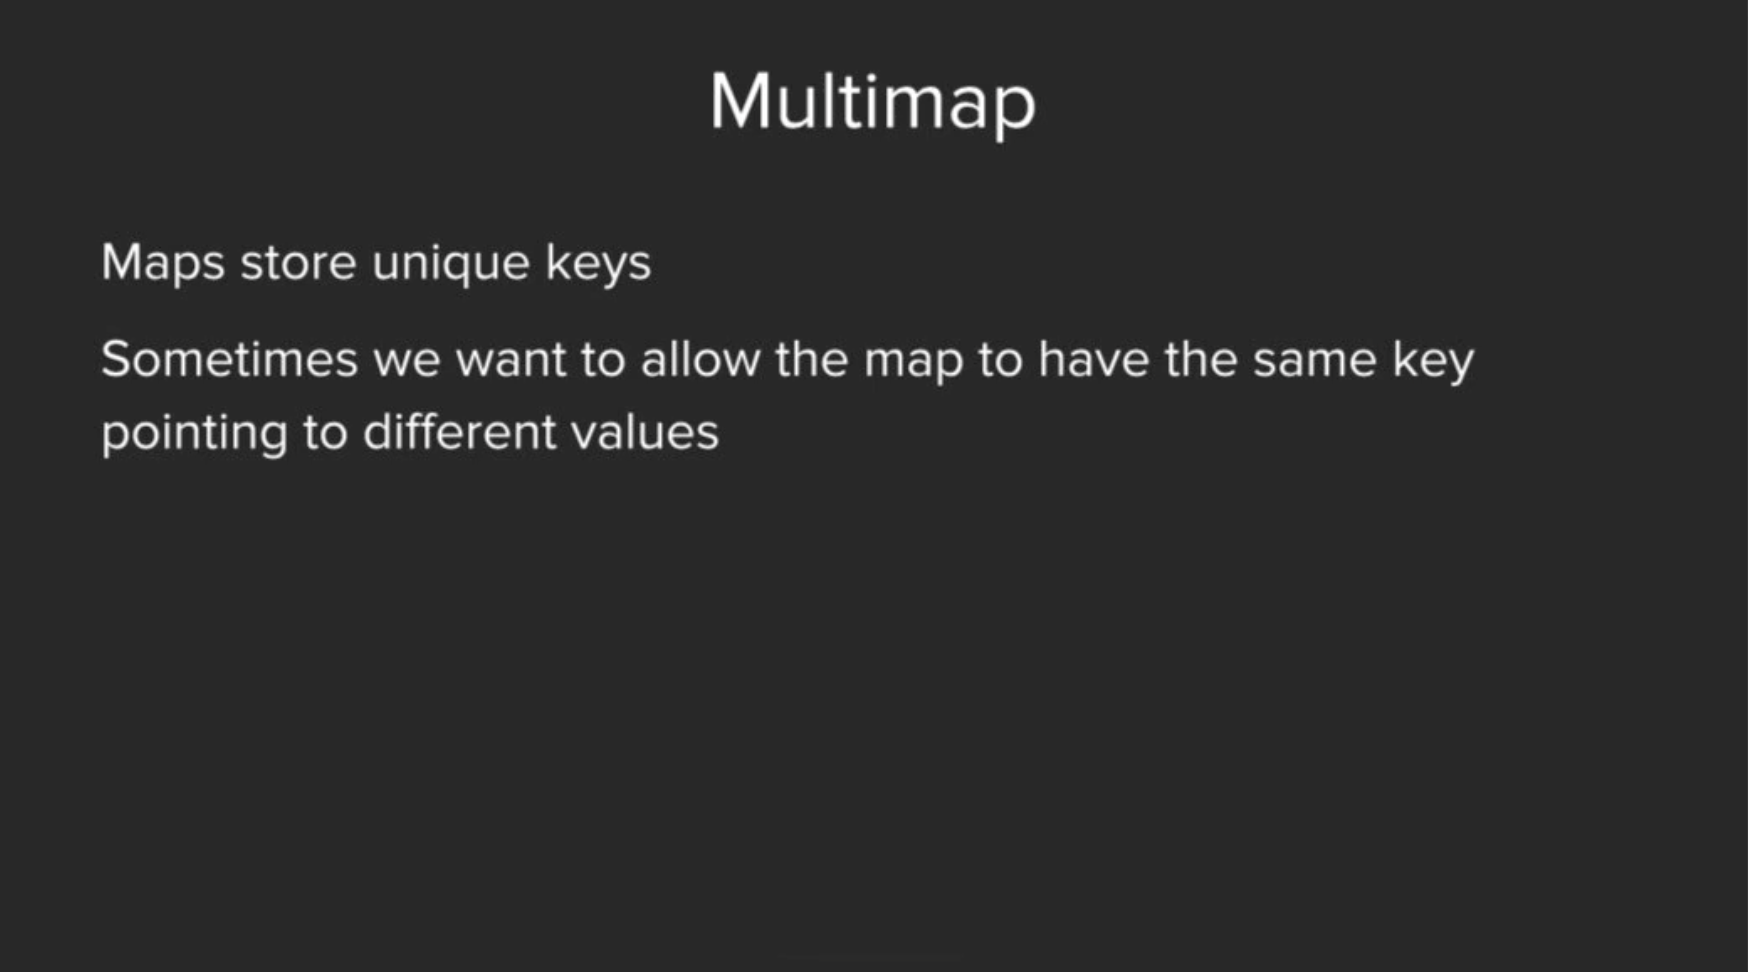 Multimap
Maps store unique keys
Sometimes we want to allow the map to have the same key
pointing to different values